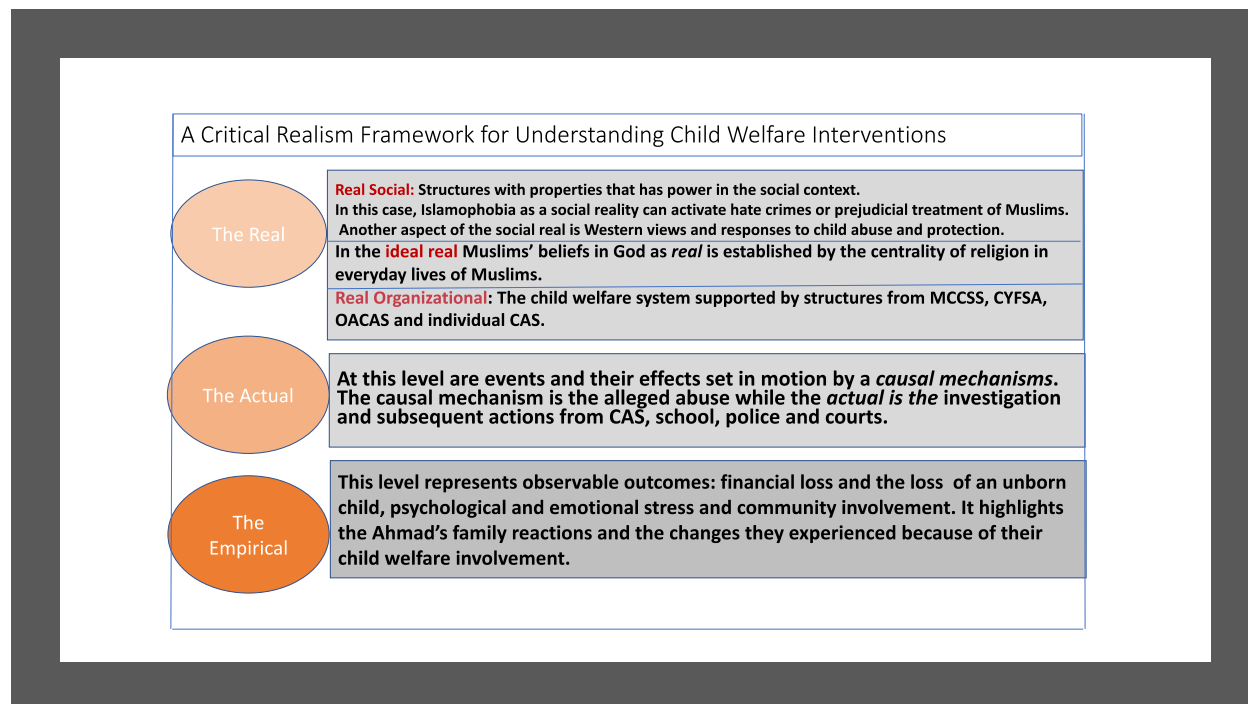 A Critical Realism Framework for Understanding Child Welfare Interventions
The Real
Real Social: Structures with properties that has power in the social context.
In this case, Islamophobia as a social reality can activate hate crimes or prejudicial treatment of Muslims.
Another aspect of the social real is Western views and responses to child abuse and protection.
In the ideal real Muslims’ beliefs in God as real is established by the centrality of religion in
everyday lives of Muslims.
Real Organizational: The child welfare system supported by structures from MCCSS, CYFSA,
OACAS and individual CAS.
The Actual
At this level are events and their effects set in motion by a causal mechanisms.
The causal mechanism is the alleged abuse while the actual is the investigation
and subsequent actions from CAS, school, police and courts.
The
Empirical
This level represents observable outcomes: financial loss and the loss of an unborn
child, psychological and emotional stress and community involvement. It highlights
the Ahmad’s family reactions and the changes they experienced because of their
child welfare involvement.